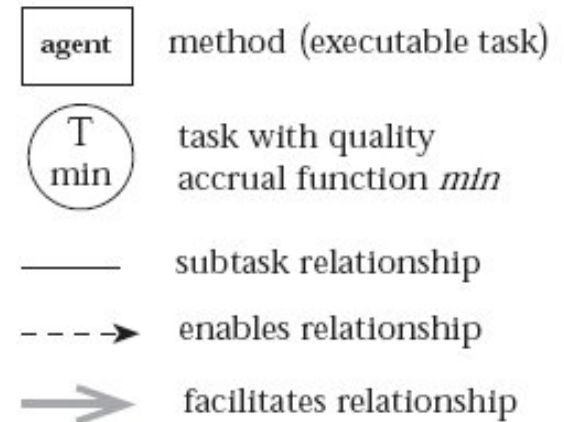 agent method (executable task)
T
min
task with quality
accrual function min
subtask relationship
enables relationship
facilitates relationship